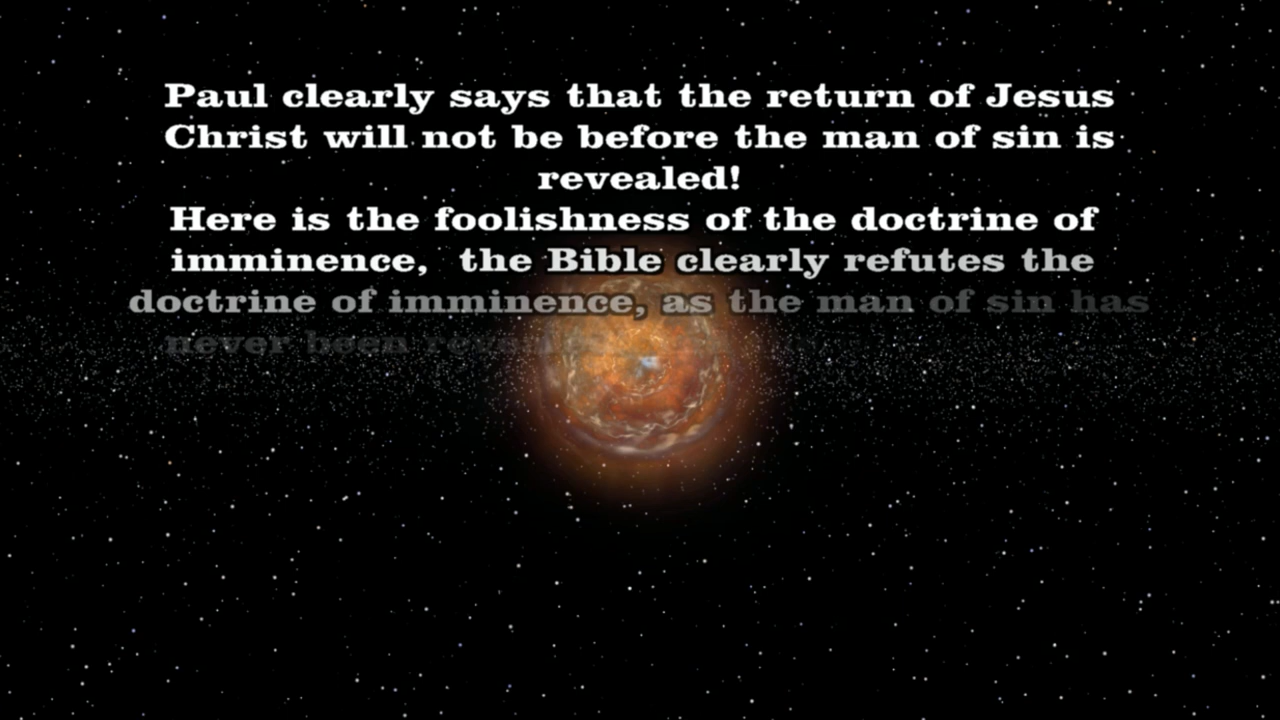 Paul clearly says that the return of Jesus
Christ will not be before the man of sin is
revealed!
Here is the foolishness of the doctrine of
imminence,  the Bible clearly refutes the
doctrine of imminence, as the man of sin has
never been